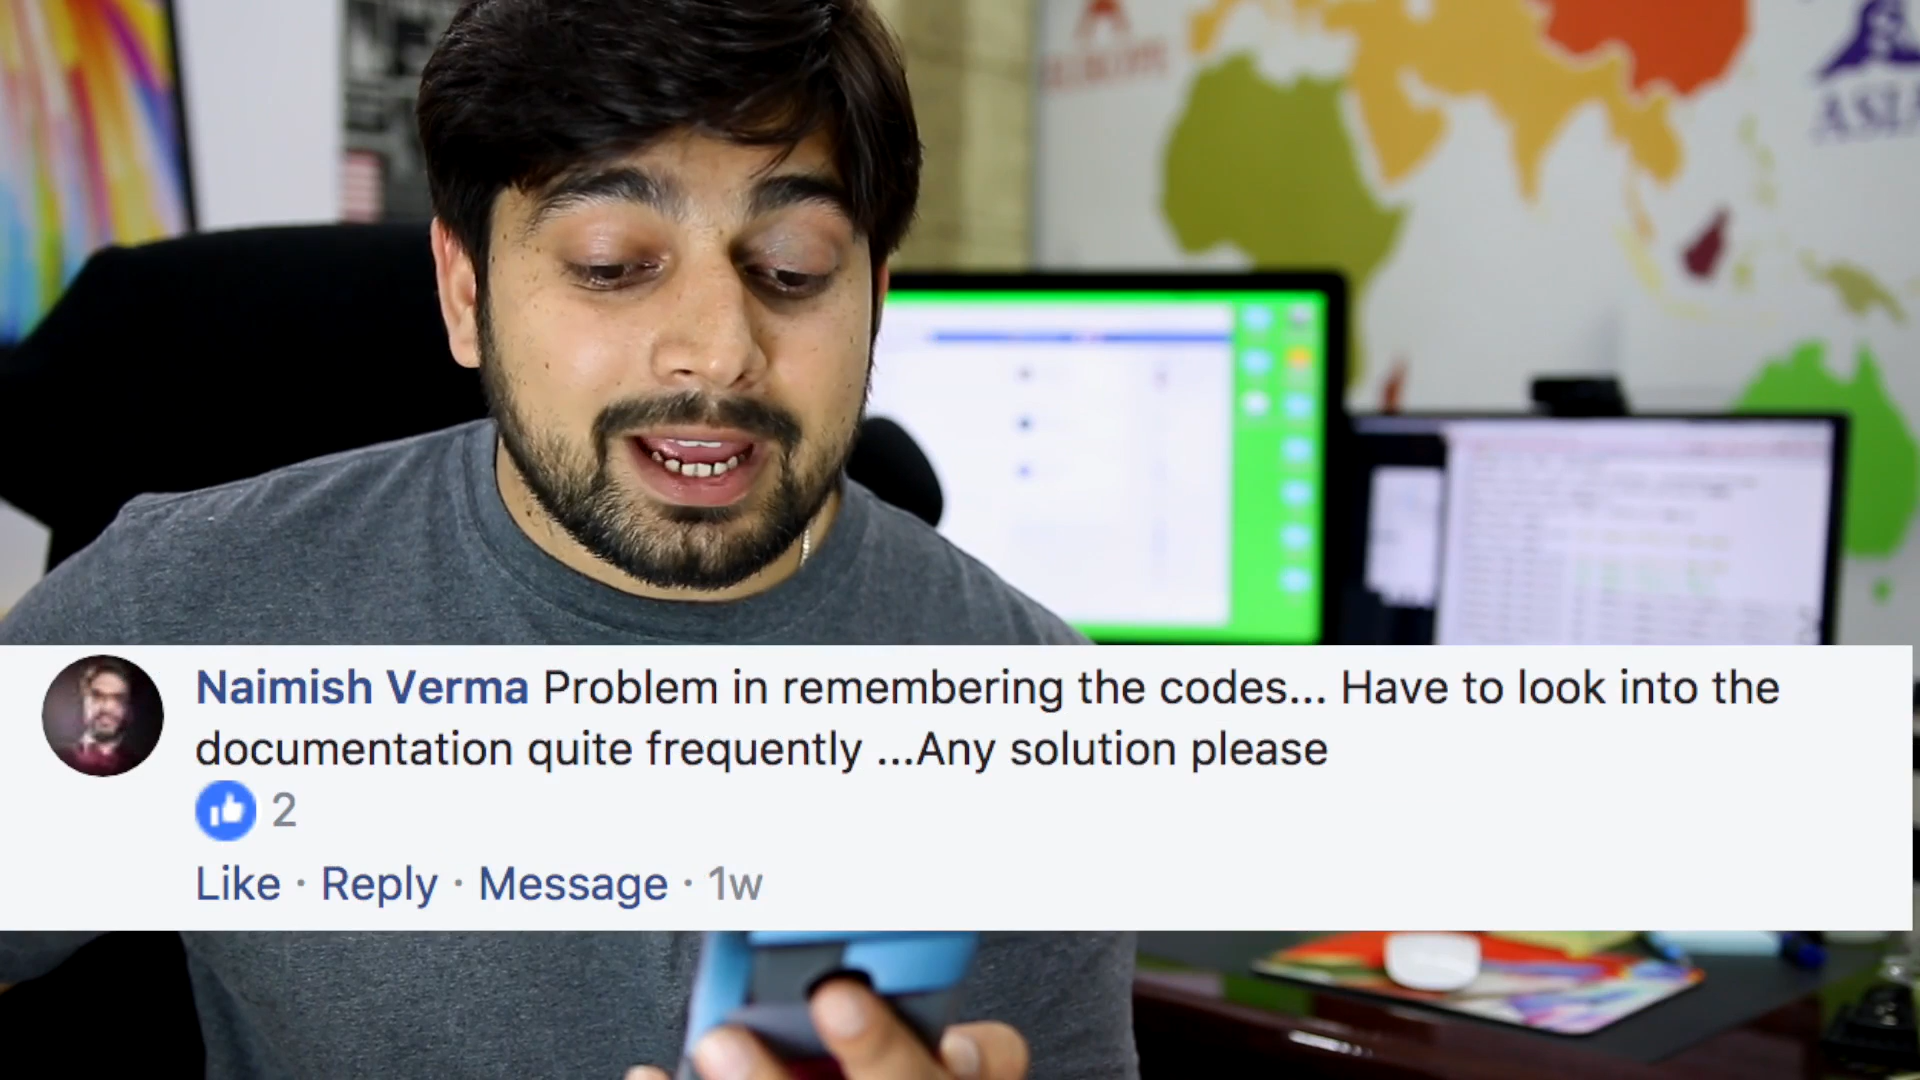 ASIA
Naimish Verma Problem in remembering the codes... Have to look into the
documentation quite frequently ...Any solution please
2
Like · Reply · Message · 1w